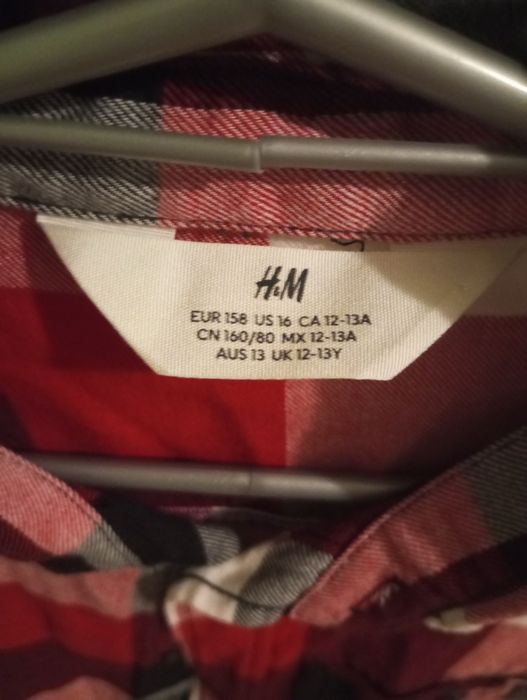 H&M
EUR 158 US 16 CA 12-13A
CN 160/80 MX 12-13A
AUS 13 UK 12-13Y